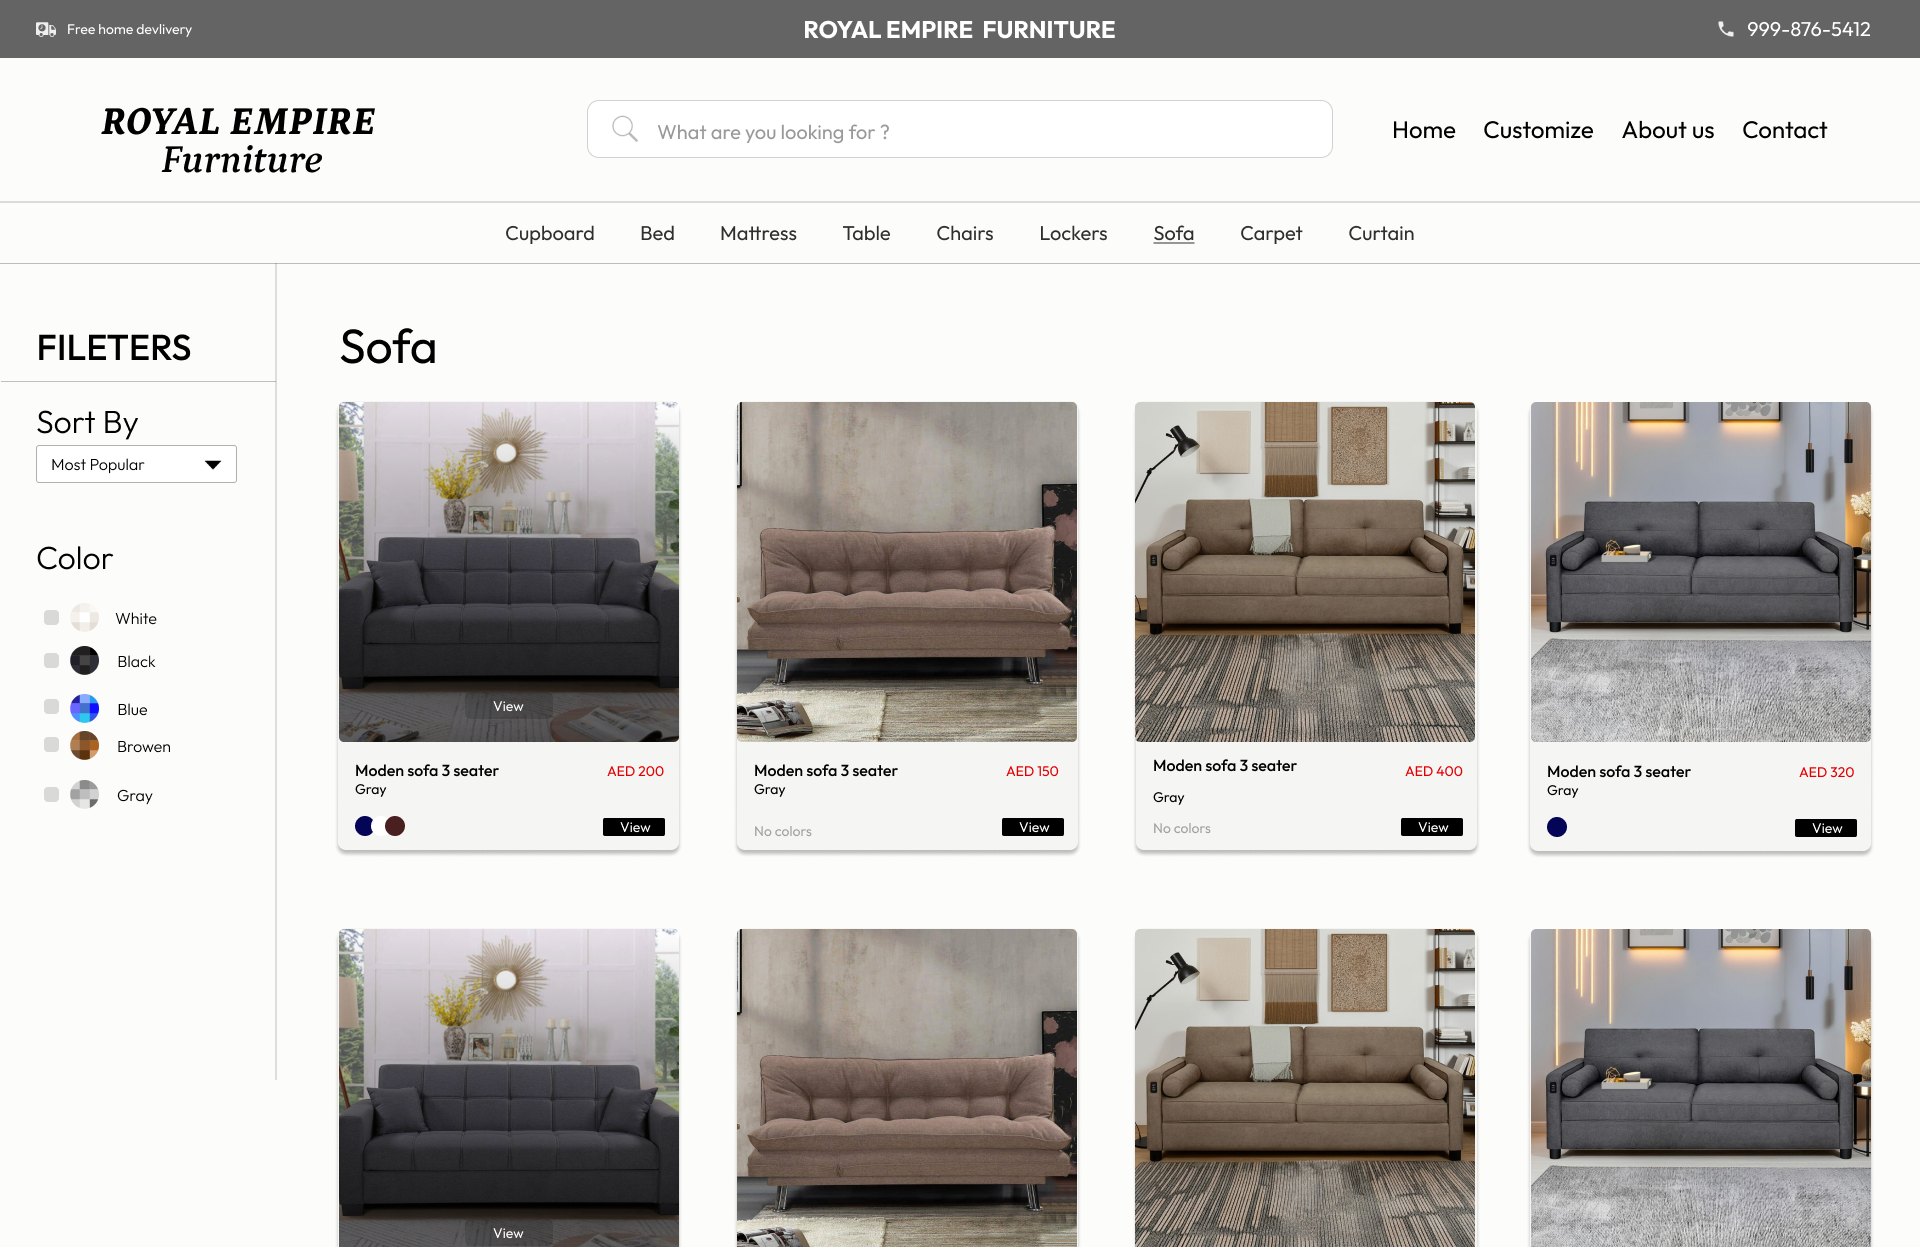 Free home devlivery
ROYAL EMPIRE FURNITURE
999-876-5412
ROYAL EMPIRE
Furniture
What are you looking for ?
Home Customize About us Contact
Cupboard Bed Mattress Table Chairs Lockers Sofa Carpet Curtain
FILETERS
Sort By
Most Popular
Color
White
Black
Blue
Browen
Gray
Sofa
View
Moden sofa 3 seater
AED 200
Gray
View
Moden sofa 3 seater
AED 150
Gray
No colors
View
Moden sofa 3 seater
AED 400
Gray
No colors
View
Moden sofa 3 seater
AED 320
Gray
View
View